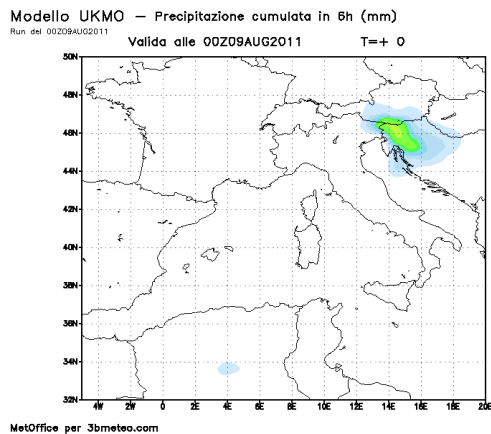 Modello UKMO – Precipitazione cumulata in 6h (mm)
Run del 00Z09AUG2011
Valida alle 00Z09AUG2011 T=+ 0
50N
48N
46N
44N
42N
40N
38N
36N
34N
32N
4W 2W 0 2E 4E 6E 8E 10E 12E 14E 16E 18E 20E
MetOffice per 3bmeteo.com